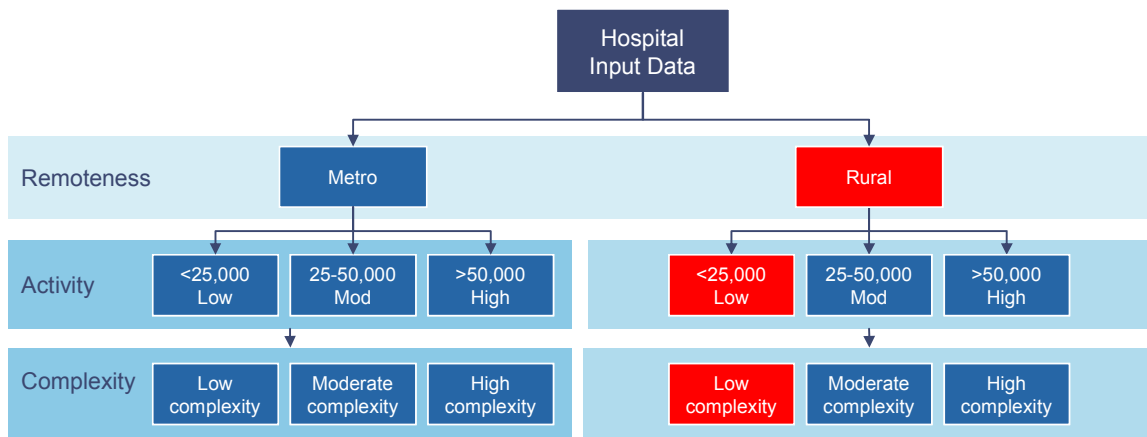 Hospital
Input Data
Remoteness
Metro
Rural
Activity
<25,000
Low
25-50,000
Mod
>50,000
High
<25,000
Low
25-50,000
Mod
>50,000
High
Complexity
Low
complexity
Moderate
complexity
High
complexity
Low
complexity
Moderate
complexity
High
complexity